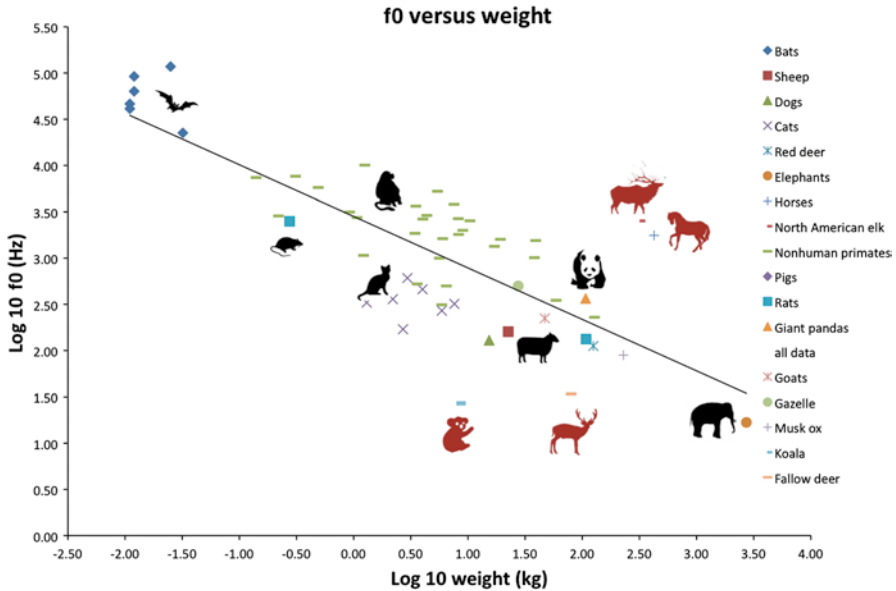 f0 versus weight
5.50
5.00
4.50
4.00
3.50
3.00
2.50
2.00
1.50
1.00
0.50
0.00
Log 10 f0 (Hz)
-2.50 -2.00 -1.50 -1.00 -0.50 0.00 0.50 1.00 1.50 2.00 2.50 3.00 3.50 4.00
Log 10 weight (kg)
Bats
Sheep
Dogs
Cats
Red deer
Elephants
Horses
North American elk
Nonhuman primates
Pigs
Rats
Giant pandas
all data
Goats
Gazelle
Musk ox
Koala
Fallow deer